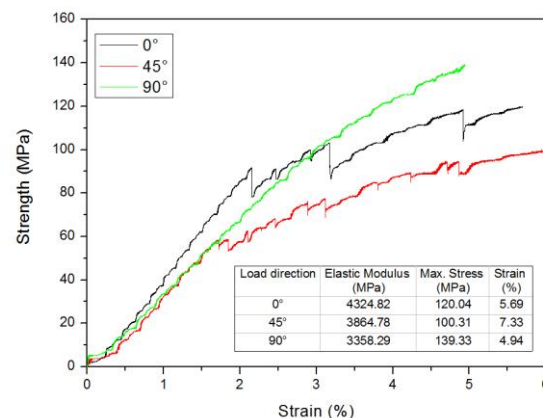 160
140
120
100
80
60
40
20
0
Strength (MPa)
0°
45°
90°
Load direction Elastic Modulus (MPa) Max. Stress (MPa) Strain (%)
0° 4324.82 120.04 5.69
45° 3864.78 100.31 7.33
90° 3358.29 139.33 4.94
0 1 2 3 4 5 6
Strain (%)